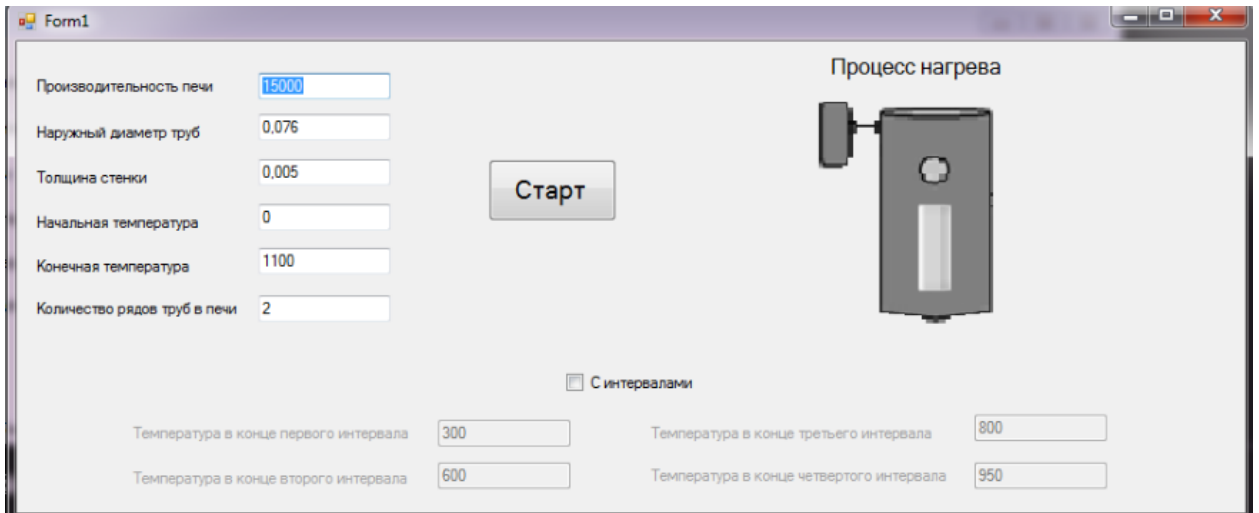 Form1
Процесс нагрева
Производительность печи 15000
Наружный диаметр труб 0,076
Толщина стенки 0,005
Старт
Начальная температура 0
Конечная температура 1100
Количество рядов труб в печи 2
С интервалами
Температура в конце первого интервала 300 Температура в конце третьего интервала 800
Температура в конце второго интервала 600 Температура в конце четвертого интервала 950